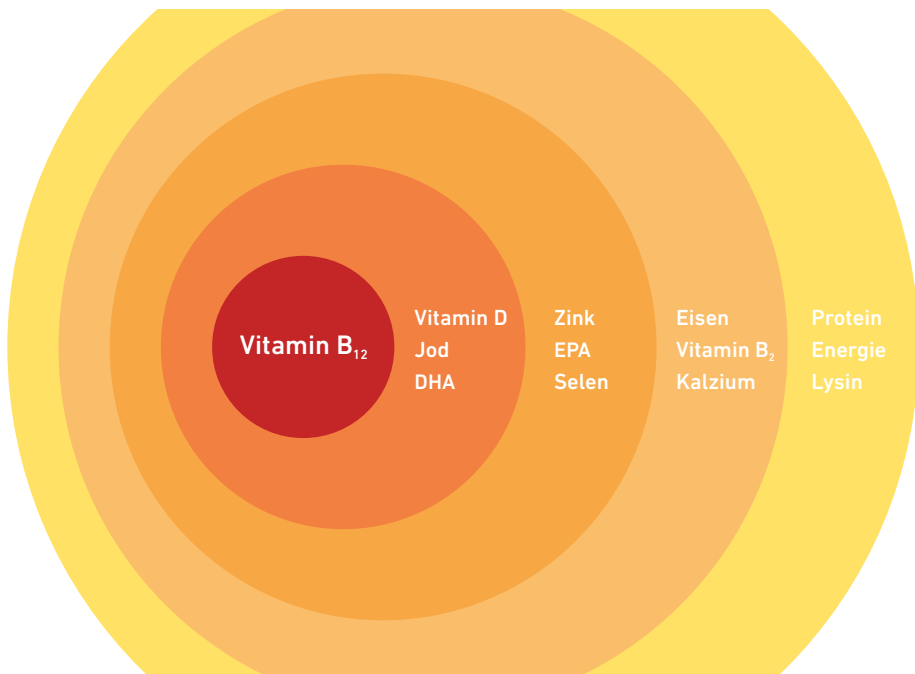 Vitamin B₁₂
Vitamin D
Jod
DHA
Zink
EPA
Selen
Eisen
Vitamin B₂
Kalzium
Protein
Energie
Lysin